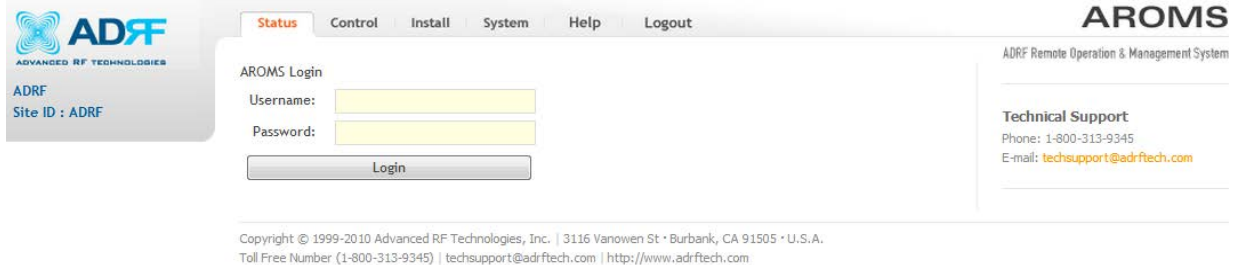 ADRF
ADVANCED RF TECHNOLOGIES
ADRF
Site ID : ADRF
Status Control Install System Help Logout
AROMS Login
Username:
Password:
Login
AROMS
ADRF Remote Operation & Management System
Technical Support
Phone: 1-800-313-9345
E-mail: techsupport@adrftech.com
Copyright © 1999-2010 Advanced RF Technologies, Inc. | 3116 Vanowen St · Burbank, CA 91505 · U.S.A.
Toll Free Number (1-800-313-9345) | techsupport@adrftech.com | http://www.adrftech.com